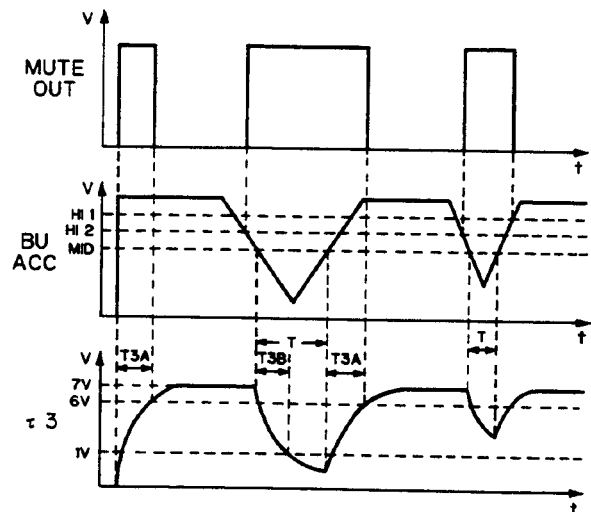 V
MUTE
OUT
t
V
HI 1
HI 2
BU
ACC
MID
t
V
T3A
T
T3B
T3A
T
7V
6V
τ 3
1V
t